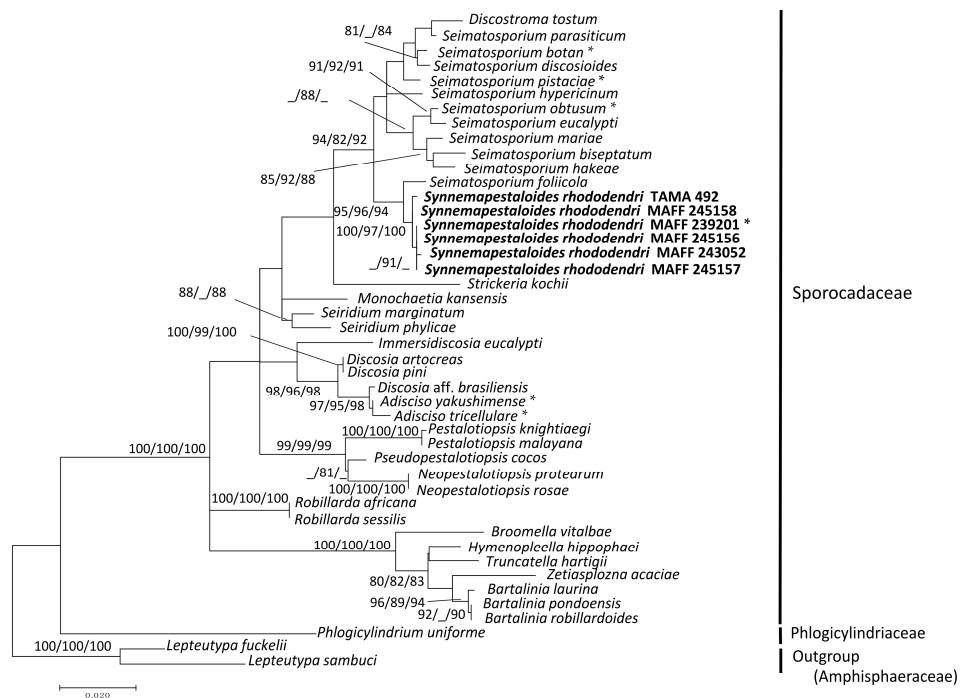 Discostroma tostum
81/_/84
Seimatosporium parasiticum
Seimatosporium botan *
Seimatosporium discosioides
91/92/91
Seimatosporium pistaciae *
Seimatosporium hypericinum
_/88/_
Seimatosporium obtusum *
Seimatosporium eucalypti
94/82/92
Seimatosporium mariae
Seimatosporium biseptatum
Seimatosporium hakeae
85/92/88
Seimatosporium foliicola
Synnemapestaloides rhododendri TAMA 492
95/96/94
Synnemapestaloides rhododendri MAFF 245158
Synnemapestaloides rhododendri MAFF 239201 *
100/97/100
Synnemapestaloides rhododendri MAFF 245156
Synnemapestaloides rhododendri MAFF 243052
_/91/_
Synnemapestaloides rhododendri MAFF 245157
Strickeria kochii
Sporocadaceae
88/_/88
Monochaetia kansensis
Seiridium marginatum
Seiridium phylicae
100/99/100
Immersidiscosia eucalypti
Discosia artocreas
Discosia pini
98/96/98
Discosia aff. brasiliensis
97/95/98
Adisciso yakushimense *
Adisciso tricellulare *
100/100/100
Pestalotiopsis knightiaegi
99/99/99
Pestalotiopsis malayana
100/100/100
Pseudopestalotiopsis cocos
_/81/_
Neopestalotiopsis protearum
100/100/100
Neopestalotiopsis rosae
100/100/100
Robillarda africana
Robillarda sessilis
Broomella vitalbae
100/100/100
Hymenopleella hippophaei
Truncatella hartigii
80/82/83
Zetiasplozna acaciae
Bartalinia laurina
96/89/94
Bartalinia pondoensis
92/_/90
Bartalinia robillardoides
Phlogicylindrium uniforme
Phlogicylindriaceae
100/100/100
Lepteutypa fuckelii
Lepteutypa sambuci
Outgroup
(Amphisphaeraceae)
0.020